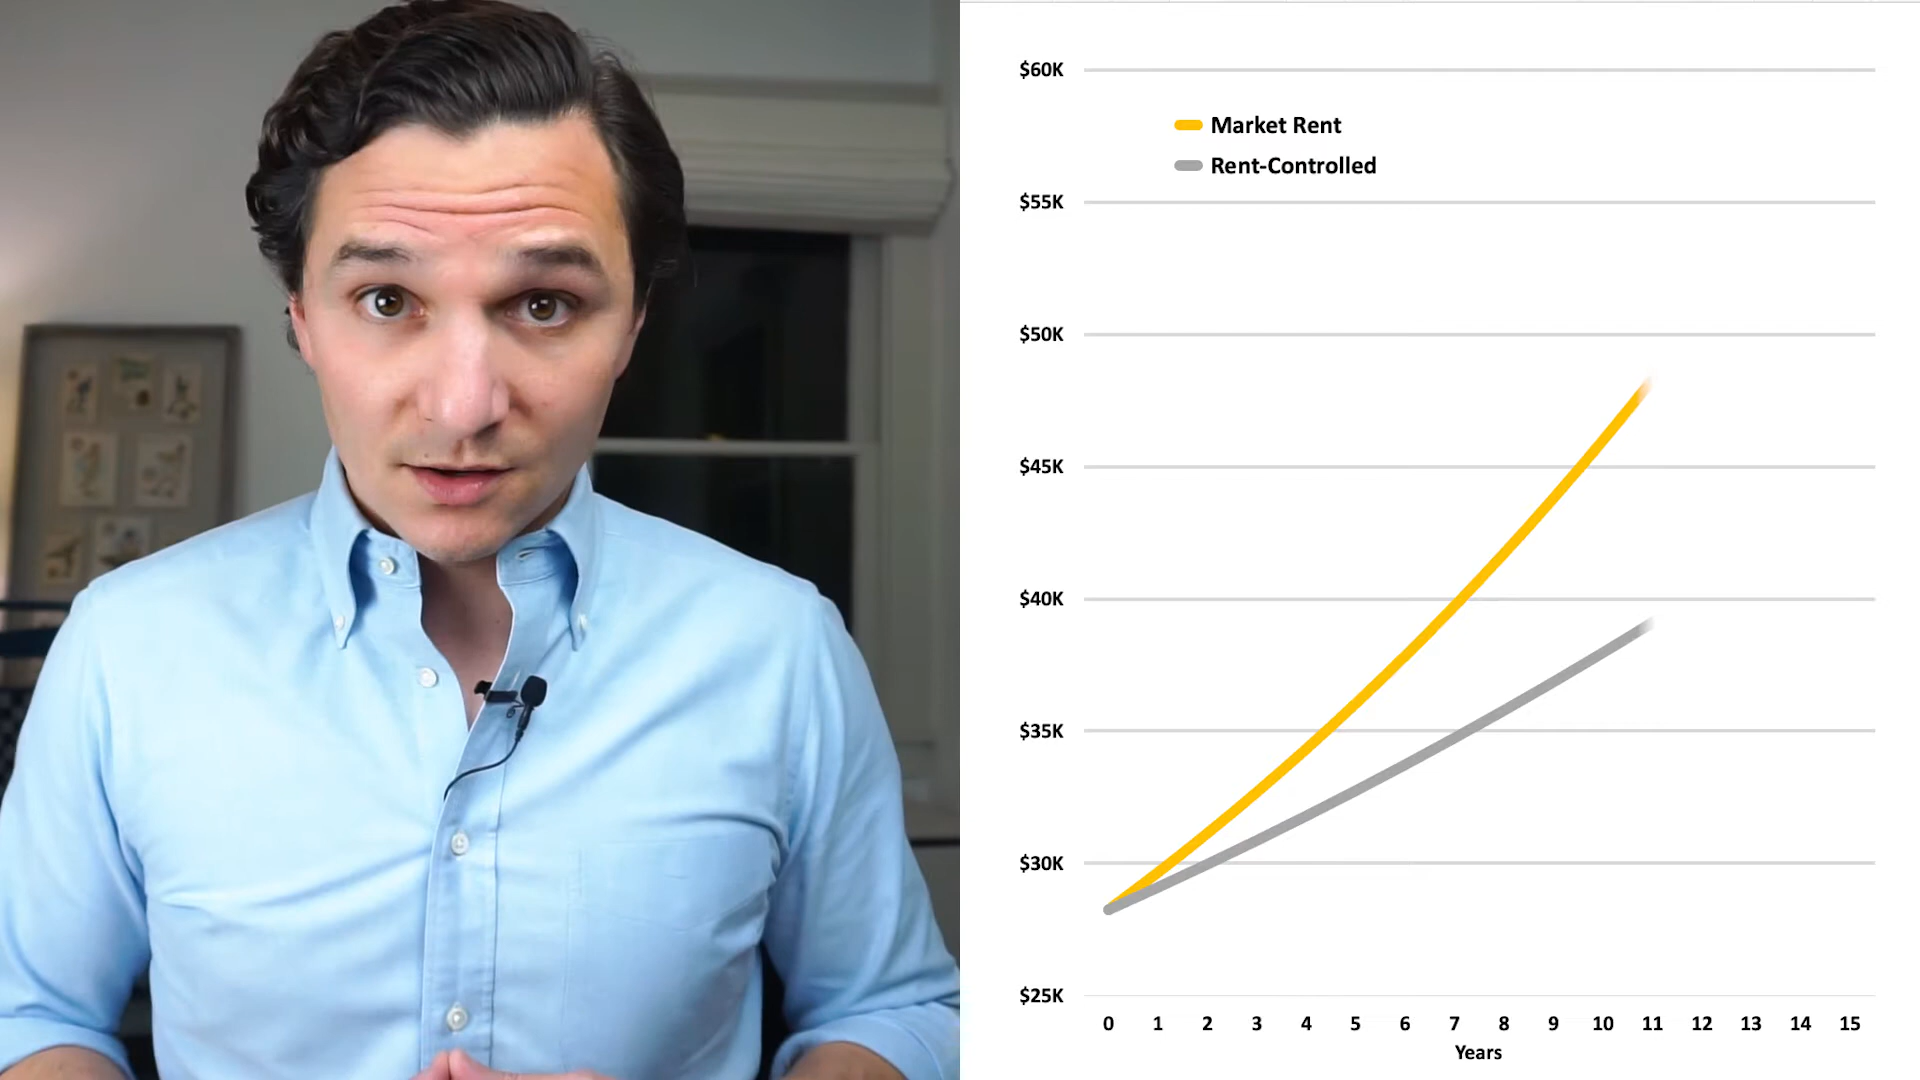 $60K
Market Rent
Rent-Controlled
$55K
$50K
$45K
$40K
$35K
$30K
$25K
0 1 2 3 4 5 6 7 8 9 10 11 12 13 14 15
Years